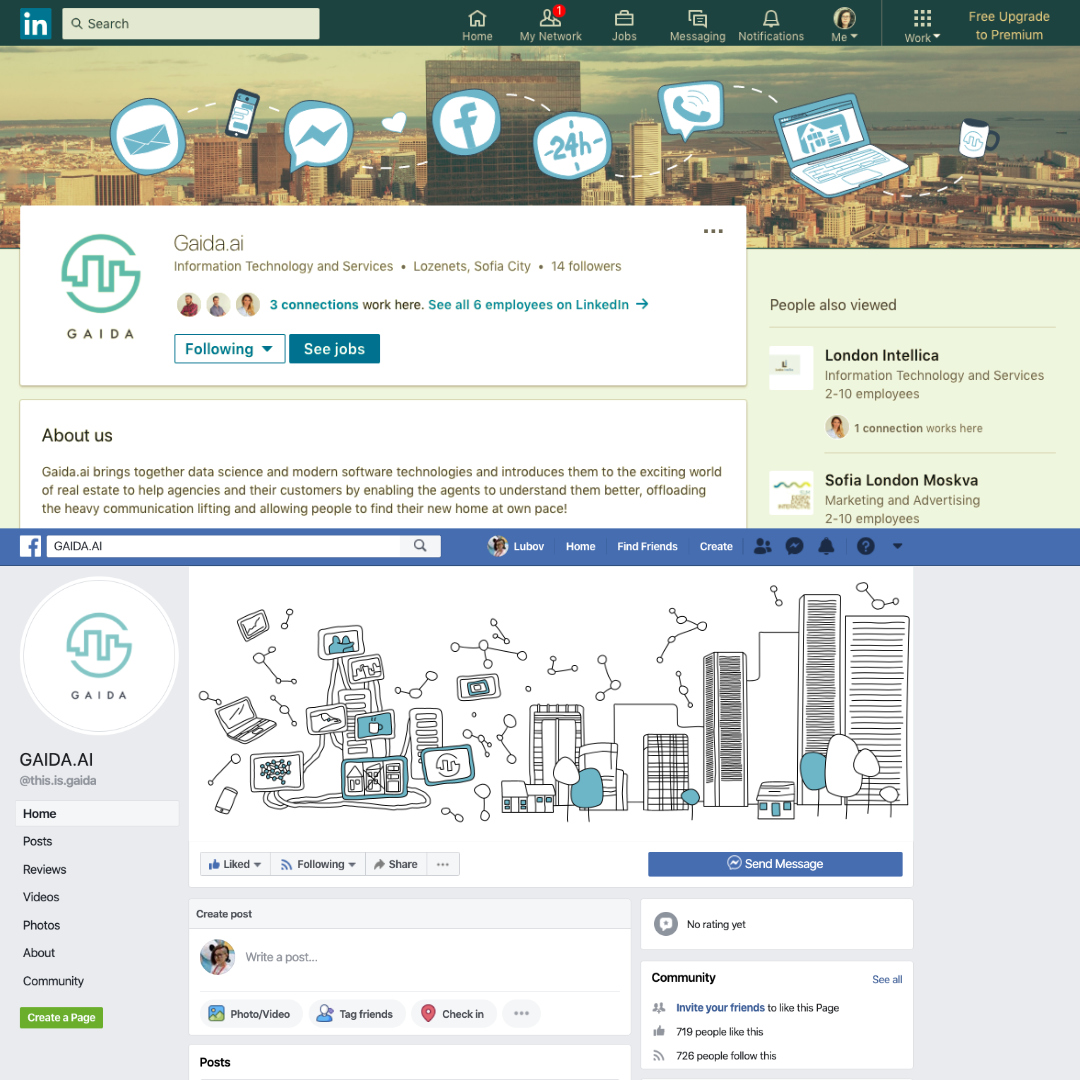 in
Search
Home
1
My Network
Jobs
Messaging
Notifications
Me
Work
Free Upgrade
to Premium
f
-24h-
Gaida.ai
Information Technology and Services • Lozenets, Sofia City • 14 followers
GAIDA
3 connections work here. See all 6 employees on LinkedIn →
Following
See jobs
People also viewed
London Intellica
Information Technology and Services
2-10 employees
1 connection works here
About us
Gaida.ai brings together data science and modern software technologies and introduces them to the exciting world
of real estate to help agencies and their customers by enabling the agents to understand them better, offloading
the heavy communication lifting and allowing people to find their new home at own pace!
Sofia London Moskva
Marketing and Advertising
2-10 employees
f
GAIDA.AI
Lubov
Home
Find Friends
Create
GAIDA
GAIDA.AI
@this.is.gaida
Home
Posts
Reviews
Videos
Photos
About
Community
Create a Page
Liked
Following
Share
...
Send Message
Create post
Write a post...
Photo/Video
Tag friends
Check in
...
Posts
No rating yet
Community
See all
Invite your friends to like this Page
719 people like this
726 people follow this